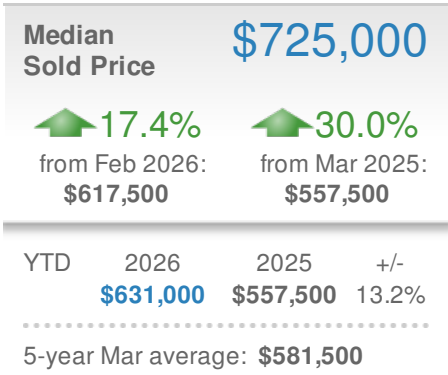 Median $725,000
Sold Price
17.4% 30.0%
from Feb 2026: from Mar 2025:
$617,500 $557,500
YTD 2026 2025 +/-
$631,000 $557,500 13.2%
5-year Mar average: $581,500